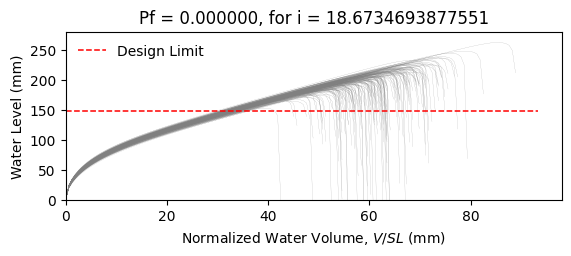 Pf = 0.000000, for i = 18.6734693877551
Design Limit
Water Level (mm)
250
200
150
100
50
0
0 20 40 60 80
Normalized Water Volume, V/SL (mm)